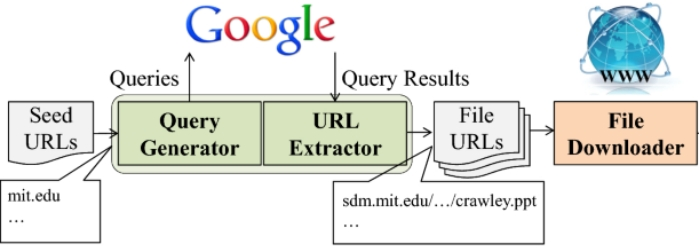 Google
Queries
Query Results
Seed
URLs
Query
Generator
URL
Extractor
File
URLs
WWW
File
Downloader
mit.edu
…
sdm.mit.edu/…/crawley.ppt
…